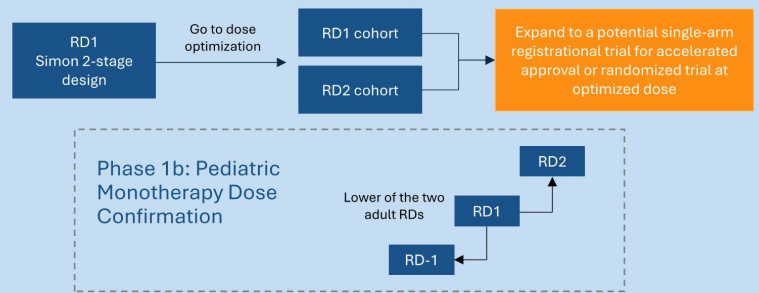 RD1
Simon 2-stage
design
Go to dose
optimization
RD1 cohort
RD2 cohort
Expand to a potential single-arm
registrational trial for accelerated
approval or randomized trial at
optimized dose
Phase 1b: Pediatric
Monotherapy Dose
Confirmation
Lower of the two
adult RDs
RD2
RD1
RD-1